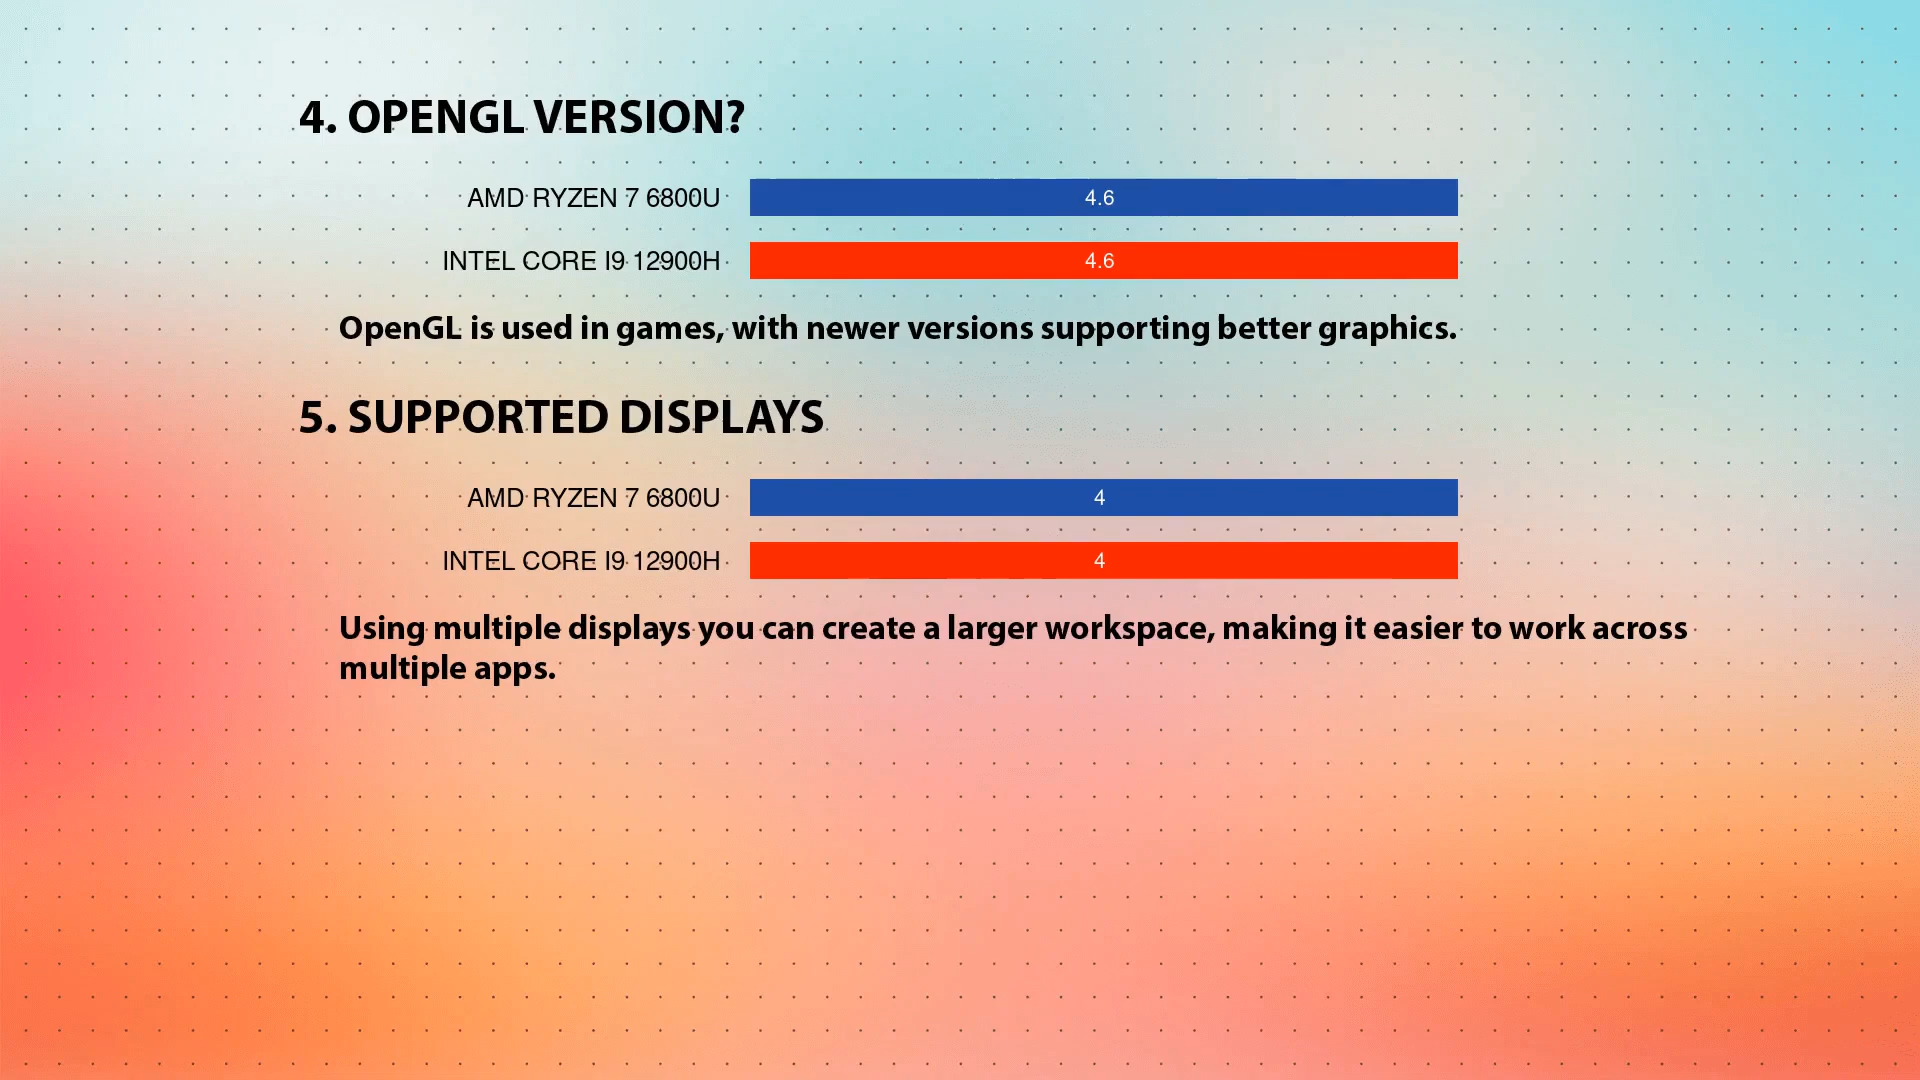 4. OPENGL VERSION?
AMD RYZEN 7 6800U 4.6
INTEL CORE I9 12900H 4.6
OpenGL is used in games, with newer versions supporting better graphics.
5. SUPPORTED DISPLAYS
AMD RYZEN 7 6800U 4
INTEL CORE I9 12900H 4
Using multiple displays you can create a larger workspace, making it easier to work across
multiple apps.